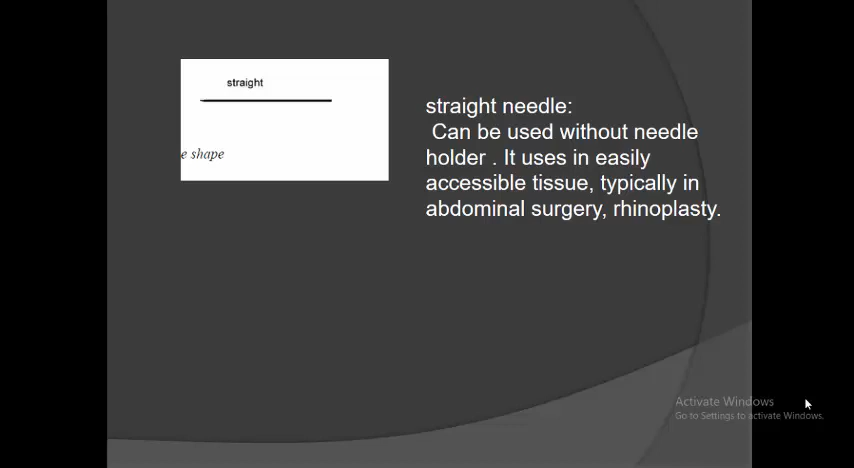 straight
e shape
straight needle:
Can be used without needle
holder . It uses in easily
accessible tissue, typically in
abdominal surgery, rhinoplasty.
Activate Windows
Go to Settings to activate Windows.